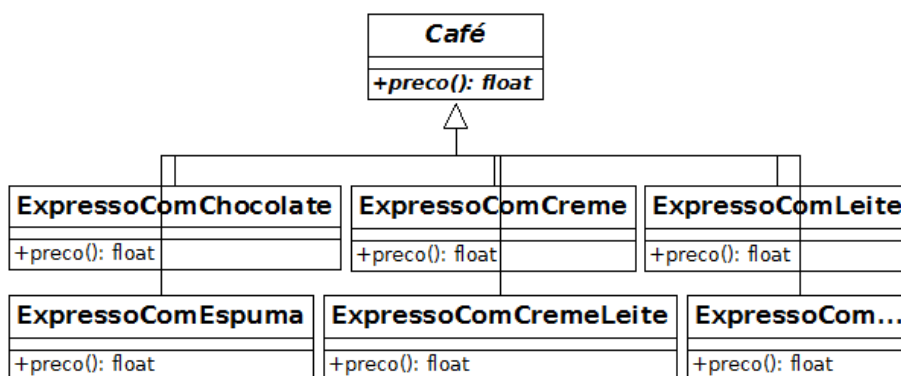 Café
+preco(): float
ExpressoComChocolate
+preco(): float
ExpressoComCreme
+preco(): float
ExpressoComLeite
+preco(): float
ExpressoComEspuma
+preco(): float
ExpressoComCremeLeite
+preco(): float
ExpressoCom...
+preco(): float